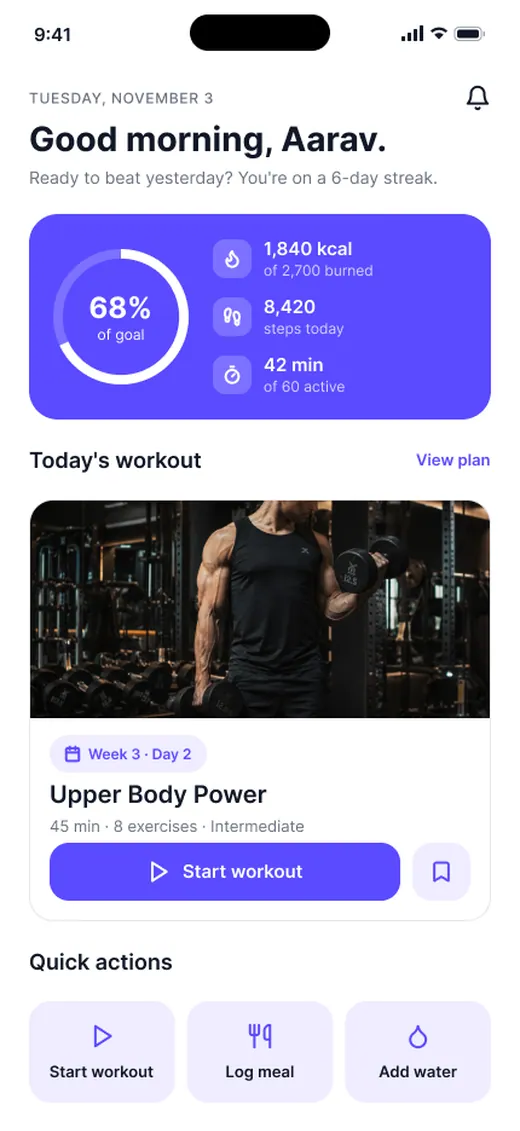 9:41
TUESDAY, NOVEMBER 3
Good morning, Aarav.
Ready to beat yesterday? You're on a 6-day streak.
68%
of goal
1,840 kcal
of 2,700 burned
8,420
steps today
42 min
of 60 active
Today's workout
View plan
12.5
Week 3 · Day 2
Upper Body Power
45 min · 8 exercises · Intermediate
Start workout
Quick actions
Start workout
Log meal
Add water